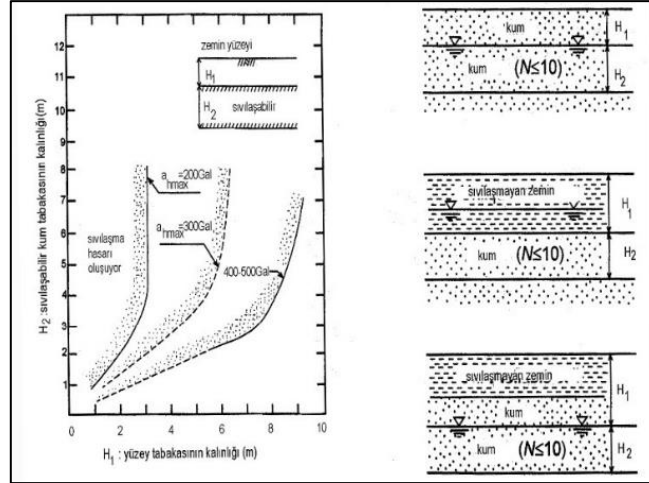 12
11
10
9
8
7
6
5
4
3
2
1
H₂ :sıvılaşabilir kum tabakasının kalınlığı (m)
zemin yüzeyi
H₁
H₂ sıvılaşabilir
a hmax =200Gal
a hmax =300Gal
400-500Gal
sıvılaşma
hasarı
oluşuyor
0 2 4 6 8 10
H₁ : yüzey tabakasının kalınlığı (m)
kum H₁
kum (N≤10) H₂
sıvılaşmayan zemin H₁
kum (N≤10) H₂
sıvılaşmayan zemin
kum H₁
kum (N≤10) H₂